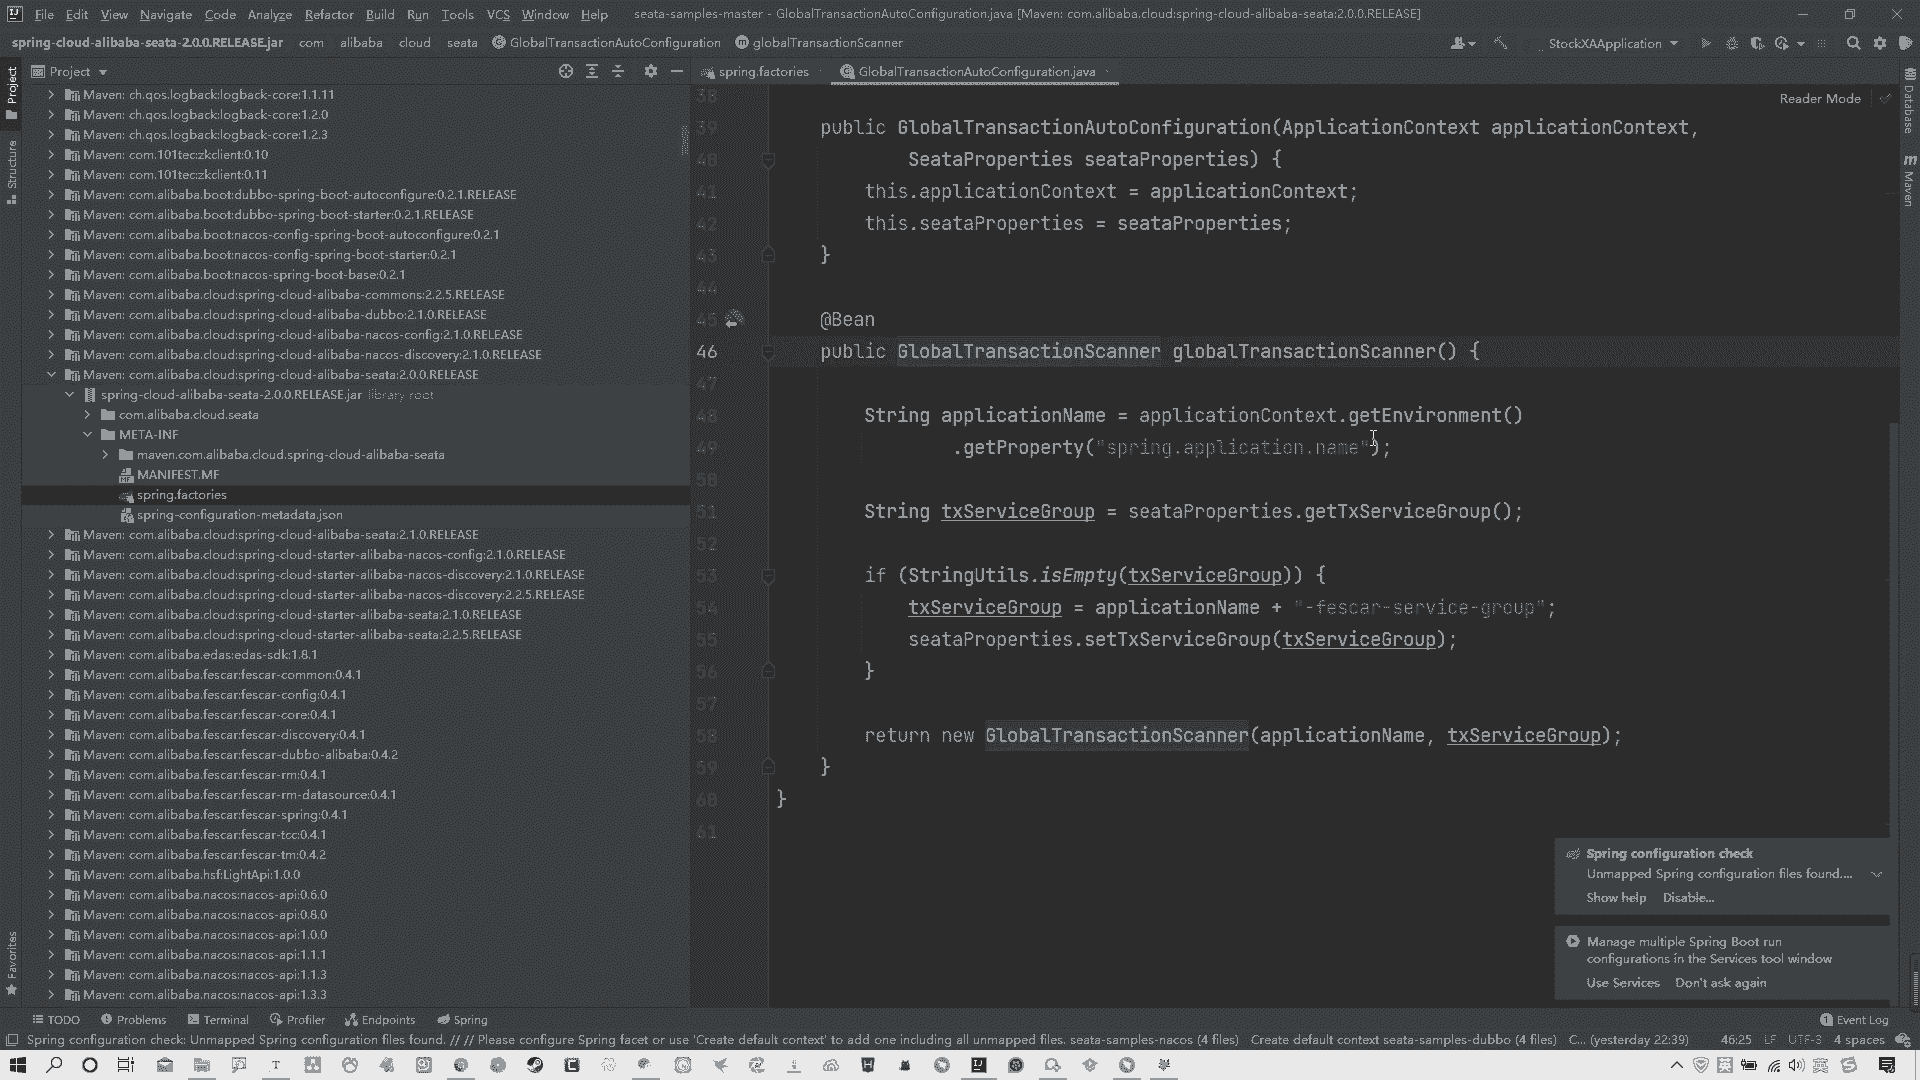 File Edit View Navigate Code Analyze Refactor Build Run Tools VCS Window Help seata-samples-master - GlobalTransactionAutoConfiguration.java [Maven: com.alibaba.cloud:spring-cloud-alibaba-seata:2.0.0.RELEASE]
spring-cloud-alibaba-seata-2.0.0.RELEASE.jar com alibaba cloud seata GlobalTransactionAutoConfiguration globalTransactionScanner StockXAApplication
Project spring.factories GlobalTransactionAutoConfiguration.java
Project
Structure
Favorites
Maven: ch.qos.logback:logback-core:1.1.11
Maven: ch.qos.logback:logback-core:1.2.0
Maven: ch.qos.logback:logback-core:1.2.3
Maven: com.101tec:zkclient:0.10
Maven: com.101tec:zkclient:0.11
Maven: com.alibaba.boot:dubbo-spring-boot-autoconfigure:0.2.1.RELEASE
Maven: com.alibaba.boot:dubbo-spring-boot-starter:0.2.1.RELEASE
Maven: com.alibaba.boot:nacos-config-spring-boot-autoconfigure:0.2.1
Maven: com.alibaba.boot:nacos-config-spring-boot-starter:0.2.1
Maven: com.alibaba.boot:nacos-spring-boot-base:0.2.1
Maven: com.alibaba.cloud:spring-cloud-alibaba-commons:2.2.5.RELEASE
Maven: com.alibaba.cloud:spring-cloud-alibaba-dubbo:2.1.0.RELEASE
Maven: com.alibaba.cloud:spring-cloud-alibaba-nacos-config:2.1.0.RELEASE
Maven: com.alibaba.cloud:spring-cloud-alibaba-nacos-discovery:2.1.0.RELEASE
Maven: com.alibaba.cloud:spring-cloud-alibaba-seata:2.0.0.RELEASE
spring-cloud-alibaba-seata-2.0.0.RELEASE.jar library root
com.alibaba.cloud.seata
META-INF
maven.com.alibaba.cloud.spring-cloud-alibaba-seata
MANIFEST.MF
spring.factories
spring-configuration-metadata.json
Maven: com.alibaba.cloud:spring-cloud-alibaba-seata:2.1.0.RELEASE
Maven: com.alibaba.cloud:spring-cloud-starter-alibaba-nacos-config:2.1.0.RELEASE
Maven: com.alibaba.cloud:spring-cloud-starter-alibaba-nacos-discovery:2.1.0.RELEASE
Maven: com.alibaba.cloud:spring-cloud-starter-alibaba-nacos-discovery:2.2.5.RELEASE
Maven: com.alibaba.cloud:spring-cloud-starter-alibaba-seata:2.1.0.RELEASE
Maven: com.alibaba.cloud:spring-cloud-starter-alibaba-seata:2.2.5.RELEASE
Maven: com.alibaba.edas:edas-sdk:1.8.1
Maven: com.alibaba.fescar:fescar-common:0.4.1
Maven: com.alibaba.fescar:fescar-config:0.4.1
Maven: com.alibaba.fescar:fescar-core:0.4.1
Maven: com.alibaba.fescar:fescar-discovery:0.4.1
Maven: com.alibaba.fescar:fescar-dubbo-alibaba:0.4.2
Maven: com.alibaba.fescar:fescar-rm:0.4.1
Maven: com.alibaba.fescar:fescar-rm-datasource:0.4.1
Maven: com.alibaba.fescar:fescar-spring:0.4.1
Maven: com.alibaba.fescar:fescar-tcc:0.4.1
Maven: com.alibaba.fescar:fescar-tm:0.4.2
Maven: com.alibaba.hsf:LightApi:1.0.0
Maven: com.alibaba.nacos:nacos-api:0.6.0
Maven: com.alibaba.nacos:nacos-api:0.8.0
Maven: com.alibaba.nacos:nacos-api:1.0.0
Maven: com.alibaba.nacos:nacos-api:1.1.1
Maven: com.alibaba.nacos:nacos-api:1.1.3
Maven: com.alibaba.nacos:nacos-api:1.3.3
38
Reader Mode
39 public GlobalTransactionAutoConfiguration(ApplicationContext applicationContext,
40 SeataProperties seataProperties) {
41 this.applicationContext = applicationContext;
42 this.seataProperties = seataProperties;
43 }
44
45 @Bean
46 public GlobalTransactionScanner globalTransactionScanner() {
47
48 String applicationName = applicationContext.getEnvironment()
49 .getProperty("spring.application.name");
50
51 String txServiceGroup = seataProperties.getTxServiceGroup();
52
53 if (StringUtils.isEmpty(txServiceGroup)) {
54 txServiceGroup = applicationName + "-fescar-service-group";
55 seataProperties.setTxServiceGroup(txServiceGroup);
56 }
57
58 return new GlobalTransactionScanner(applicationName, txServiceGroup);
59 }
60 }
61
Database
Maven
Spring configuration check
Unmapped Spring configuration files found....
Show help Disable...
Manage multiple Spring Boot run
configurations in the Services tool window
Use Services Don't ask again
TODO Problems Terminal Profiler Endpoints Spring 1 Event Log
Spring configuration check: Unmapped Spring configuration files found. // // Please configure Spring facet or use 'Create default context' to add one including all unmapped files. seata-samples-nacos (4 files) Create default context seata-samples-dubbo (4 files) C... (yesterday 22:39) 46:25 LF UTF-8 4 spaces